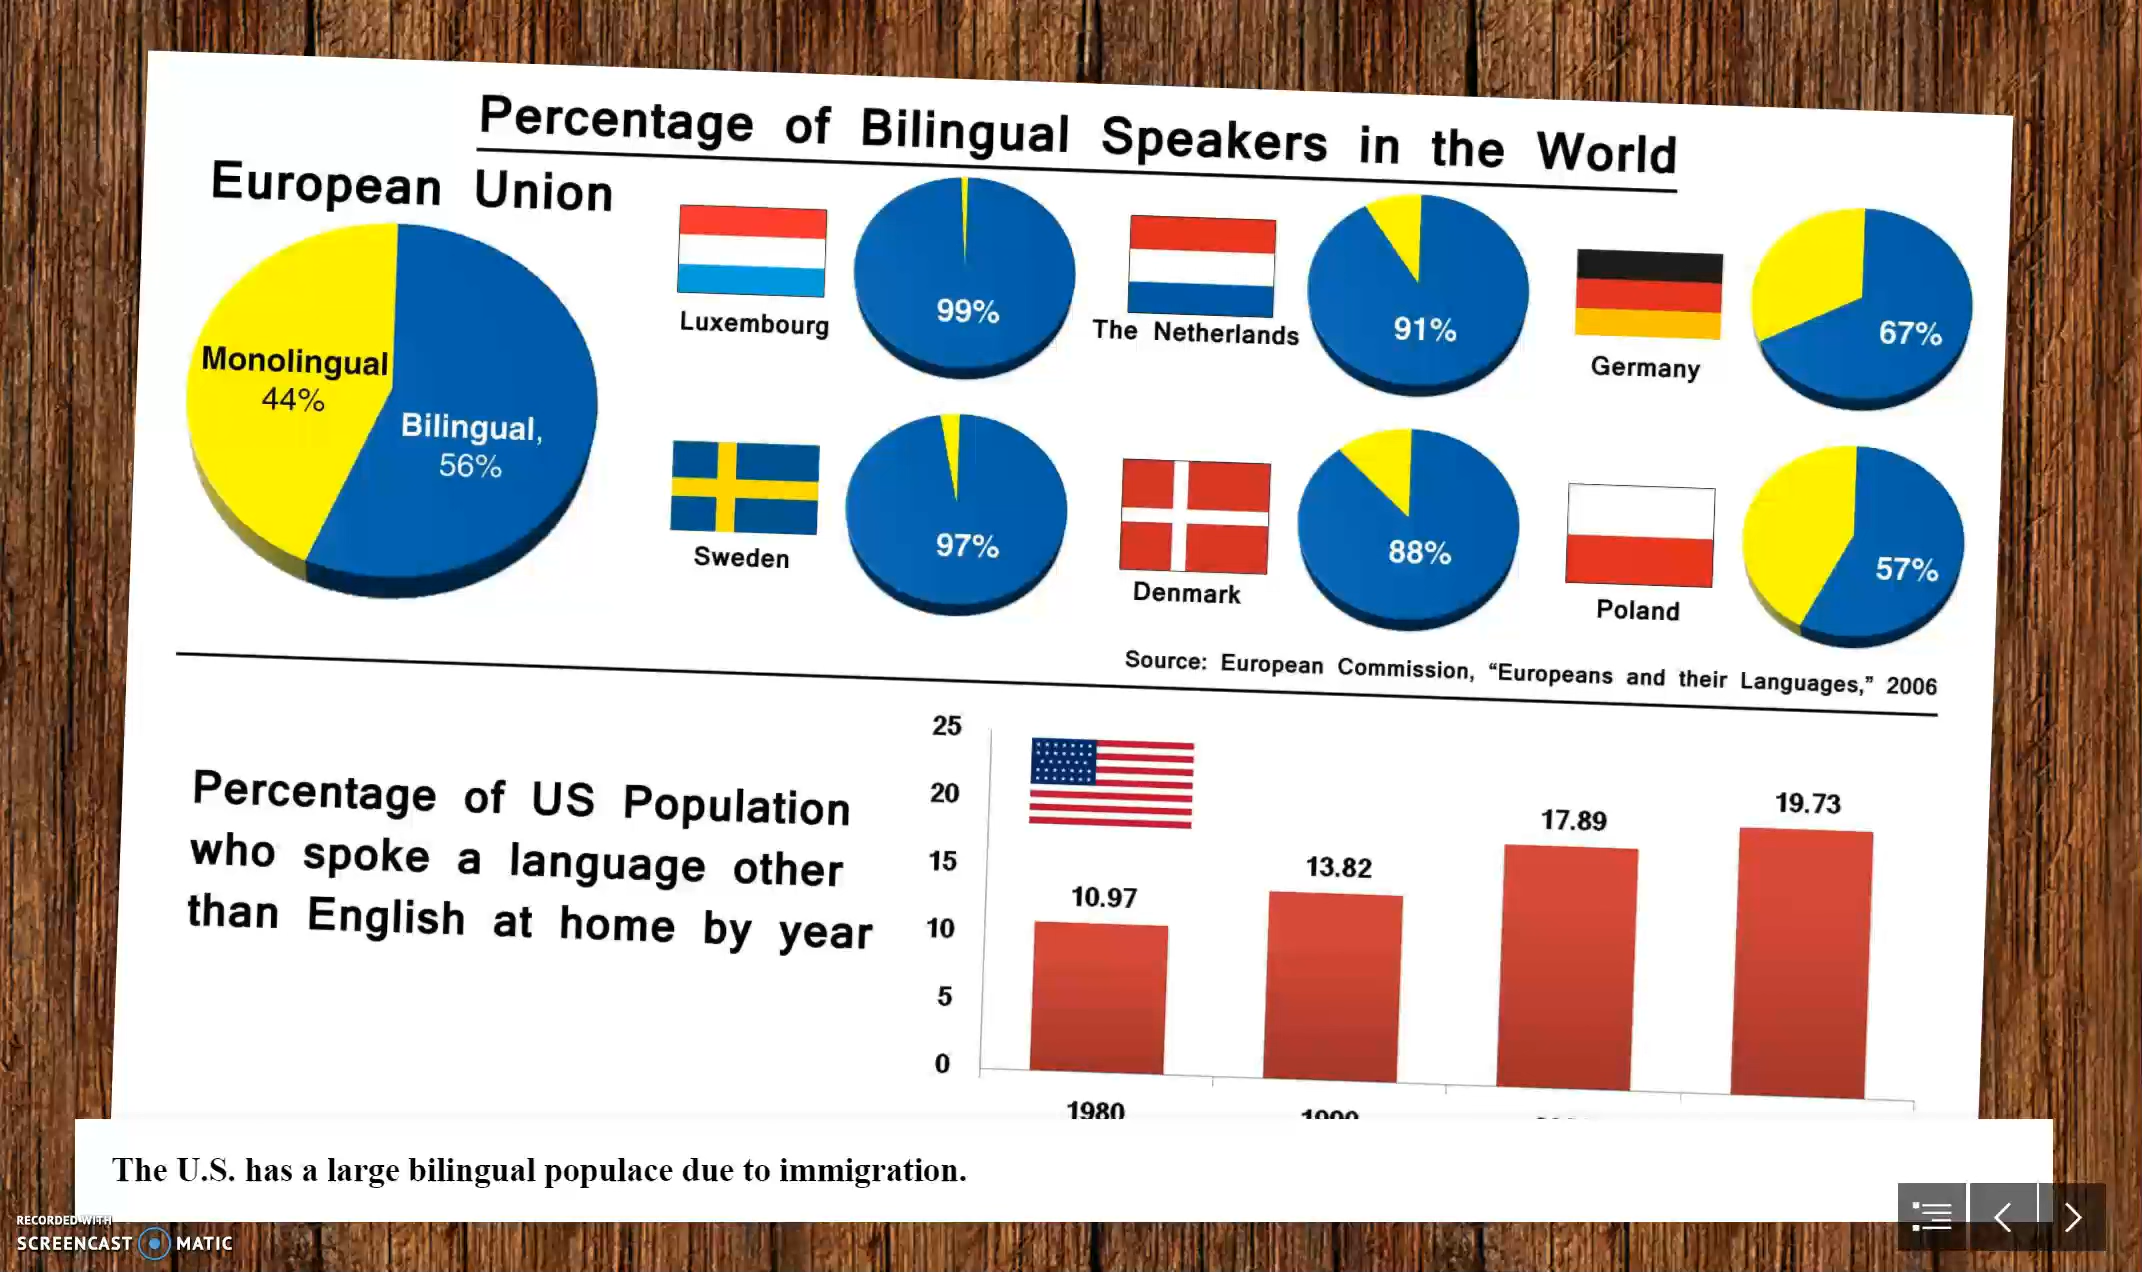 Percentage of Bilingual Speakers in the World
European Union
Monolingual
44%
Bilingual,
56%
Luxembourg
99%
The Netherlands
91%
Germany
67%
Sweden
97%
Denmark
88%
Poland
57%
Source: European Commission, “Europeans and their Languages,” 2006
Percentage of US Population
who spoke a language other
than English at home by year
25
20
15
10
5
0
10.97
13.82
17.89
19.73
1980
1990
The U.S. has a large bilingual populace due to immigration.
RECORDED WITH
SCREENCAST MATIC